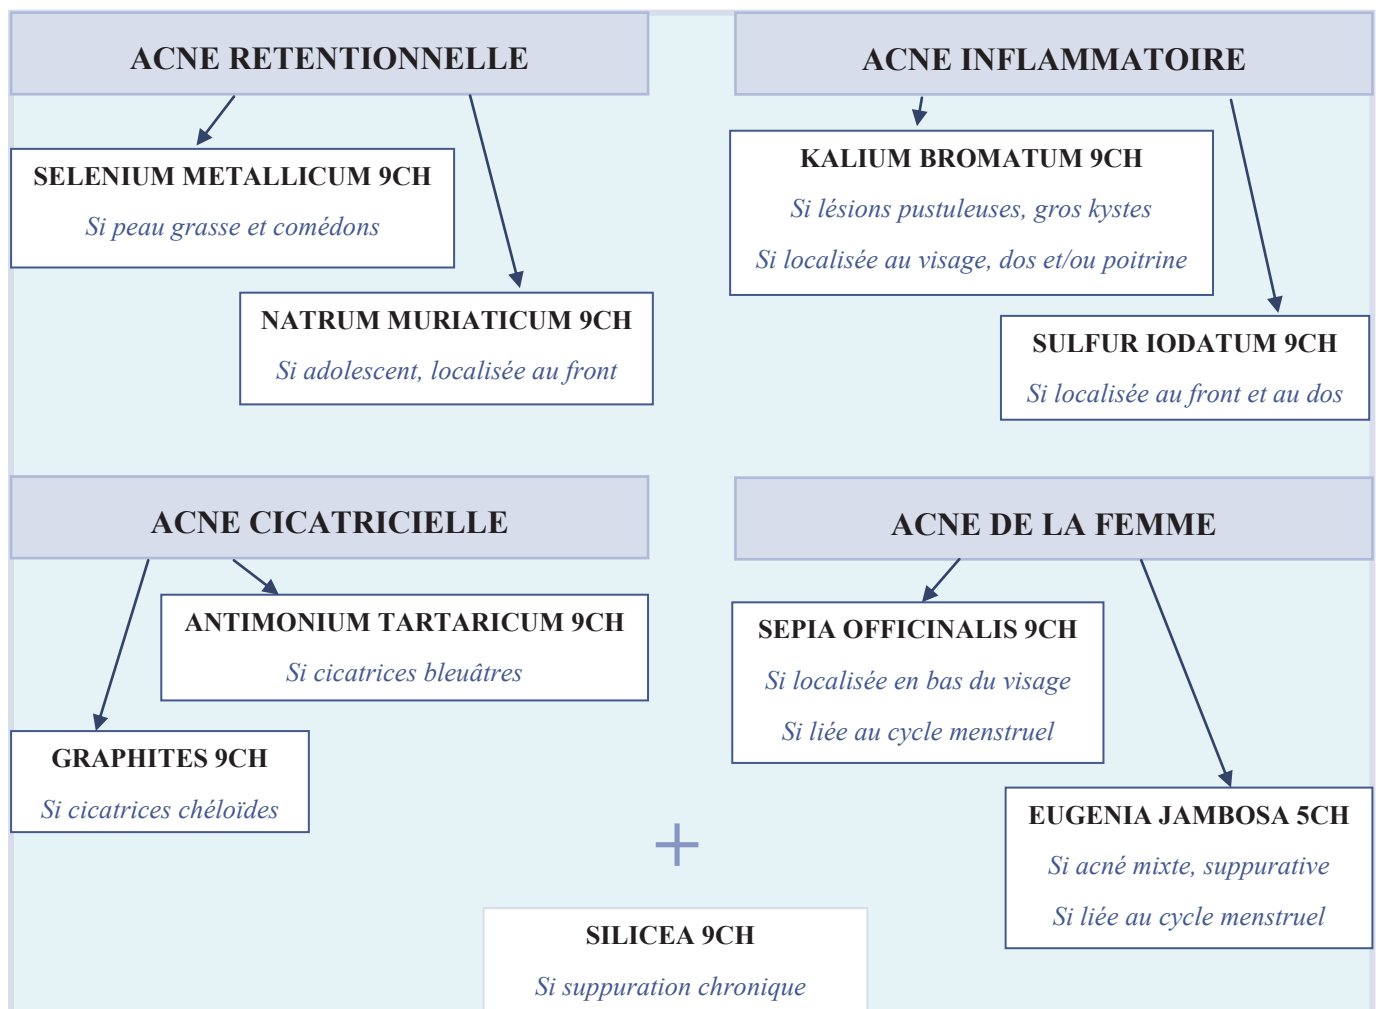 ACNE RETENTIONNELLE
SELENIUM METALLICUM 9CH
Si peau grasse et comédons
NATRUM MURIATICUM 9CH
Si adolescent, localisée au front
ACNE INFLAMMATOIRE
KALIUM BROMATUM 9CH
Si lésions pustuleuses, gros kystes
Si localisée au visage, dos et/ou poitrine
SULFUR IODATUM 9CH
Si localisée au front et au dos
ACNE CICATRICIELLE
ANTIMONIUM TARTARICUM 9CH
Si cicatrices bleuâtres
GRAPHITES 9CH
Si cicatrices chéloïdes
ACNE DE LA FEMME
SEPIA OFFICINALIS 9CH
Si localisée en bas du visage
Si liée au cycle menstruel
EUGENIA JAMBOSA 5CH
Si acné mixte, suppurative
Si liée au cycle menstruel
+
SILICEA 9CH
Si suppuration chronique